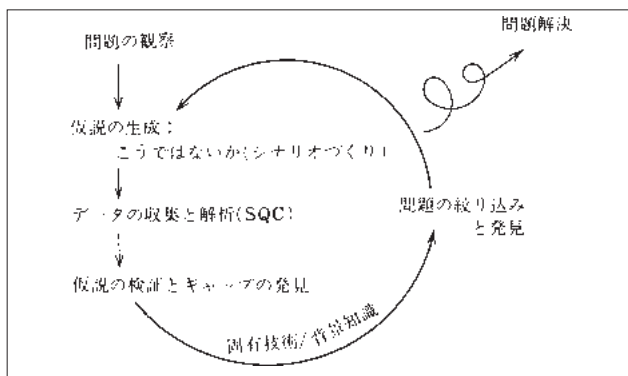 問題の観察
問題解決
仮説の生成：
こうではないか(シナリオづくり)
データの収集と解析(SQC)
問題の絞り込み
と発見
仮説の検証とギャップの発見
固有技術/背景知識